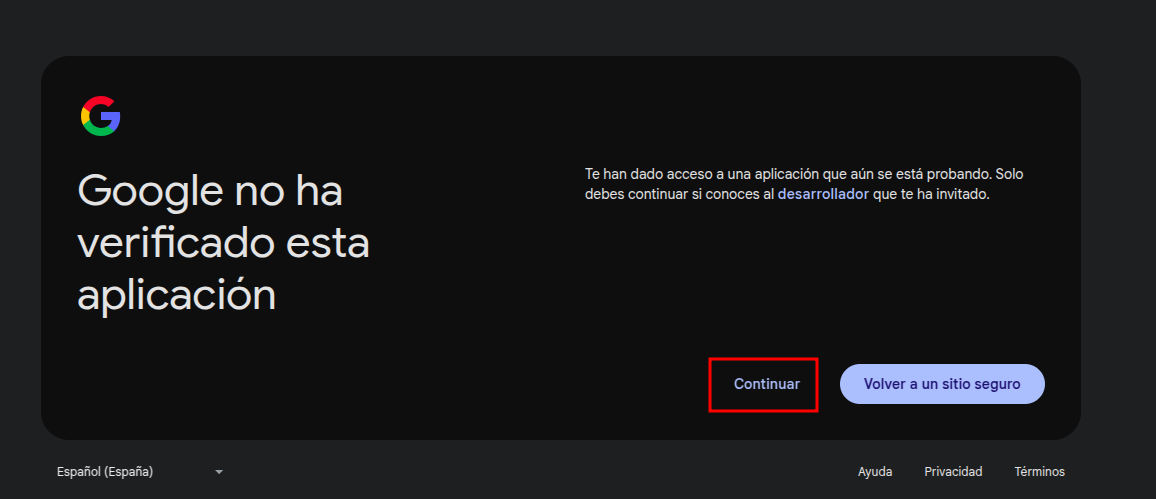 Google no ha
verificado esta
aplicación
Te han dado acceso a una aplicación que aún se está probando. Solo
debes continuar si conoces al desarrollador que te ha invitado.
Continuar
Volver a un sitio seguro
Español (España)
Ayuda
Privacidad
Términos